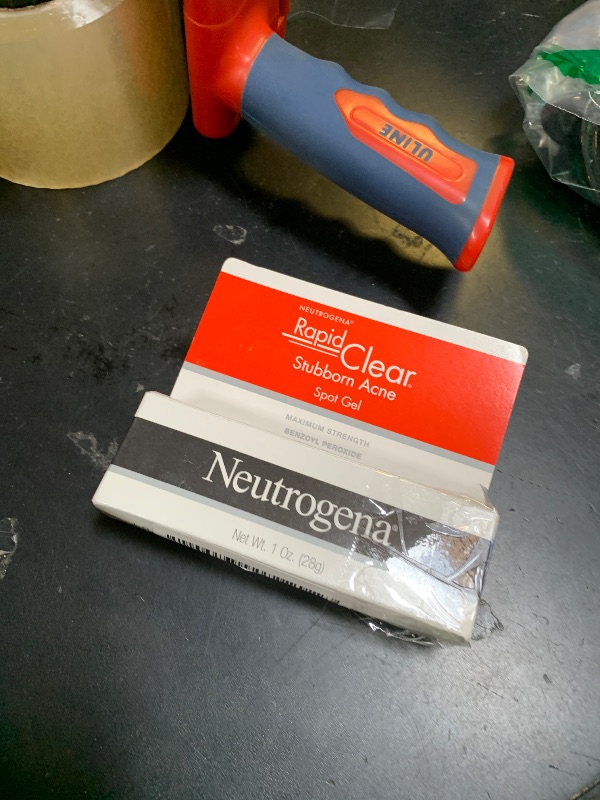 ULINE
NEUTROGENA®
Rapid
Clear®
Stubborn Acne
Spot Gel
MAXIMUM STRENGTH
BENZOYL PEROXIDE
Neutrogena®
Net Wt. 1 Oz. (28g)